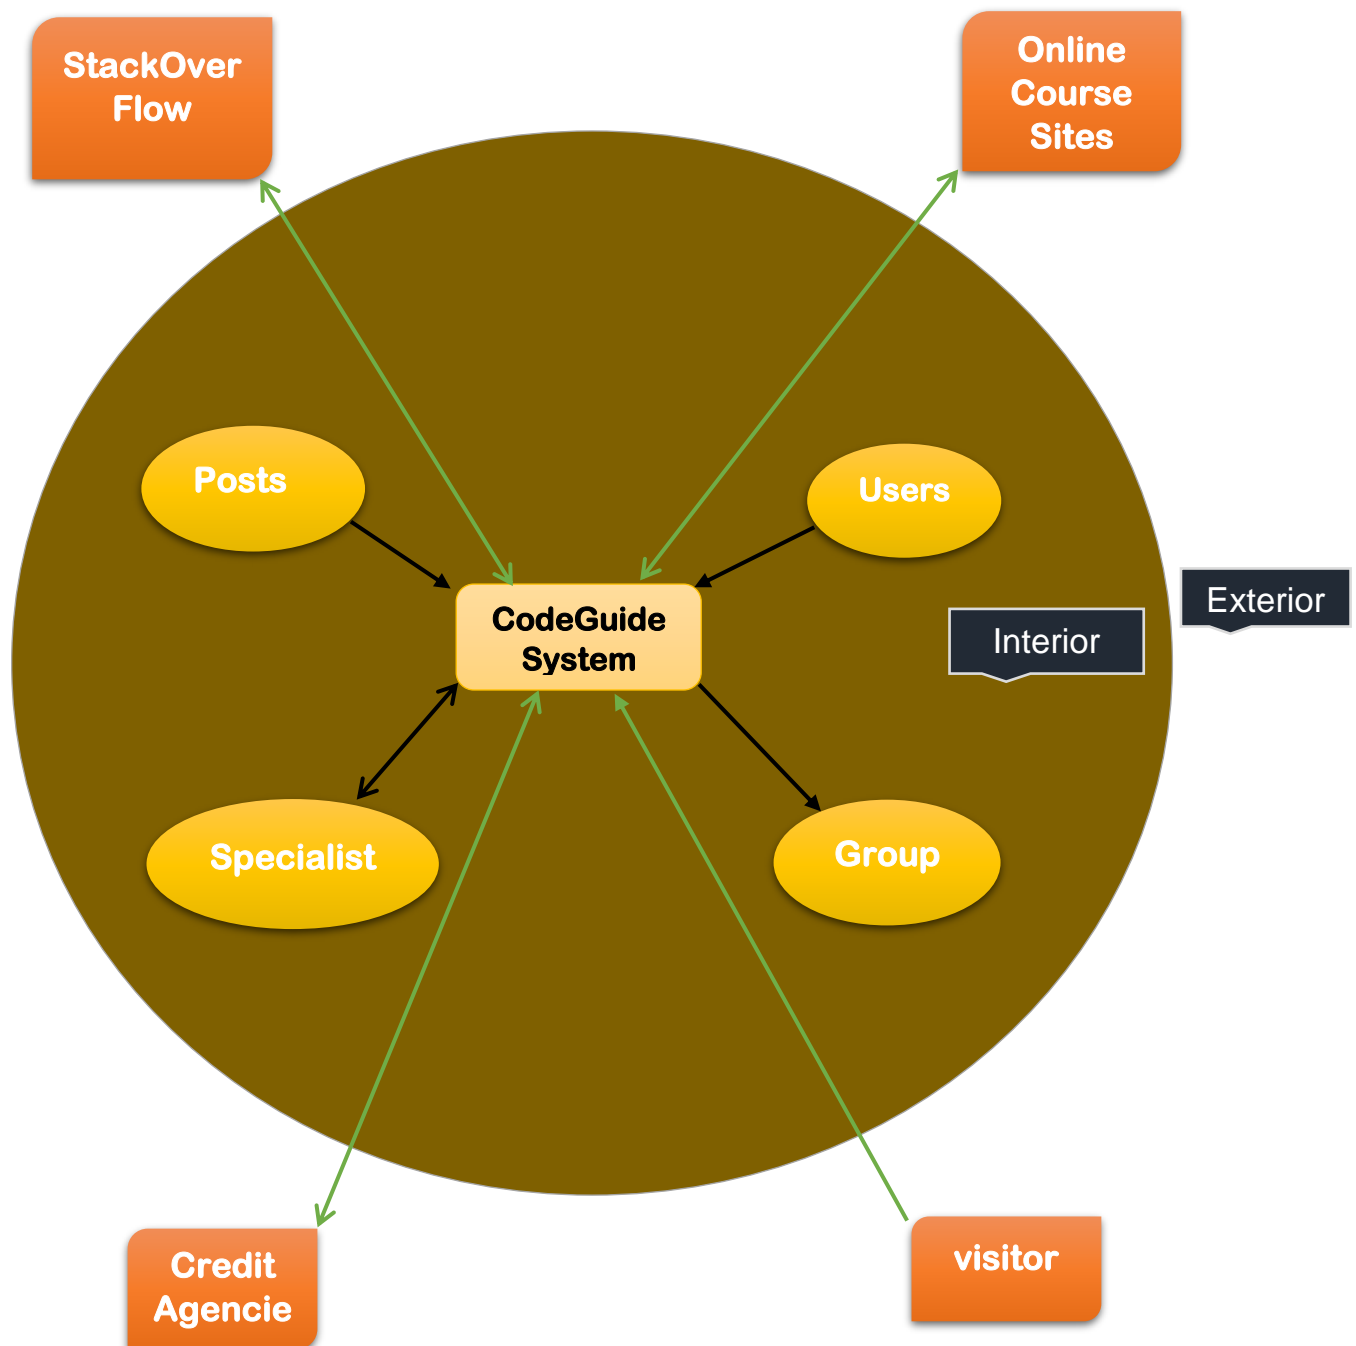 StackOver
Flow
Online
Course
Sites
Posts
Users
CodeGuide
System
Exterior
Interior
Specialist
Group
Credit
Agencie
visitor